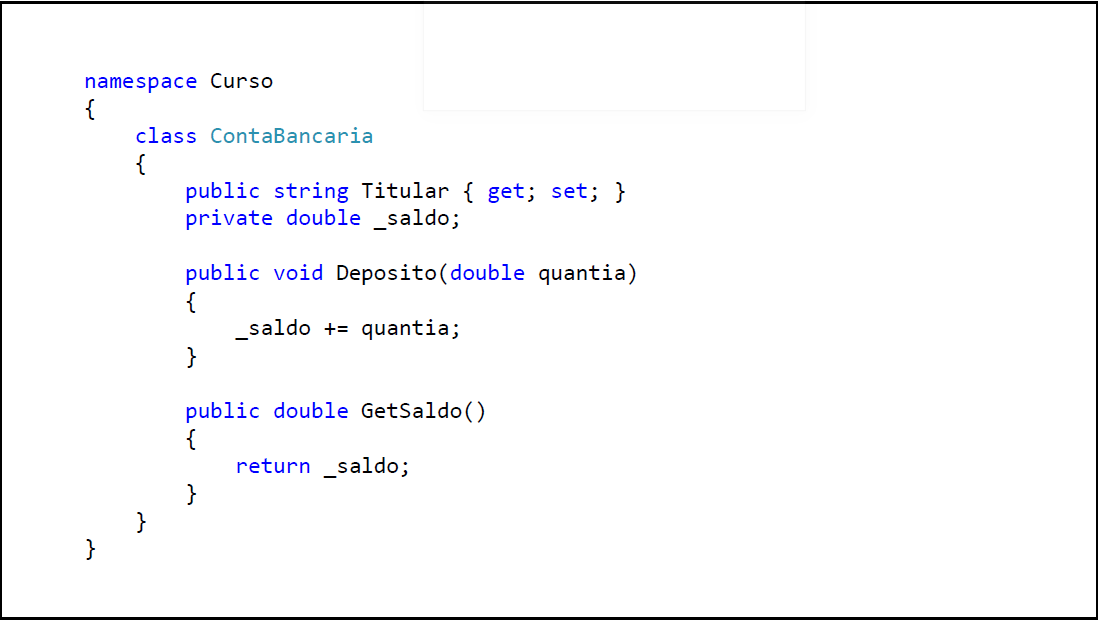 namespace Curso
{
    class ContaBancaria
    {
        public string Titular { get; set; }
        private double _saldo;

        public void Deposito(double quantia)
        {
            _saldo += quantia;
        }

        public double GetSaldo()
        {
            return _saldo;
        }
    }
}